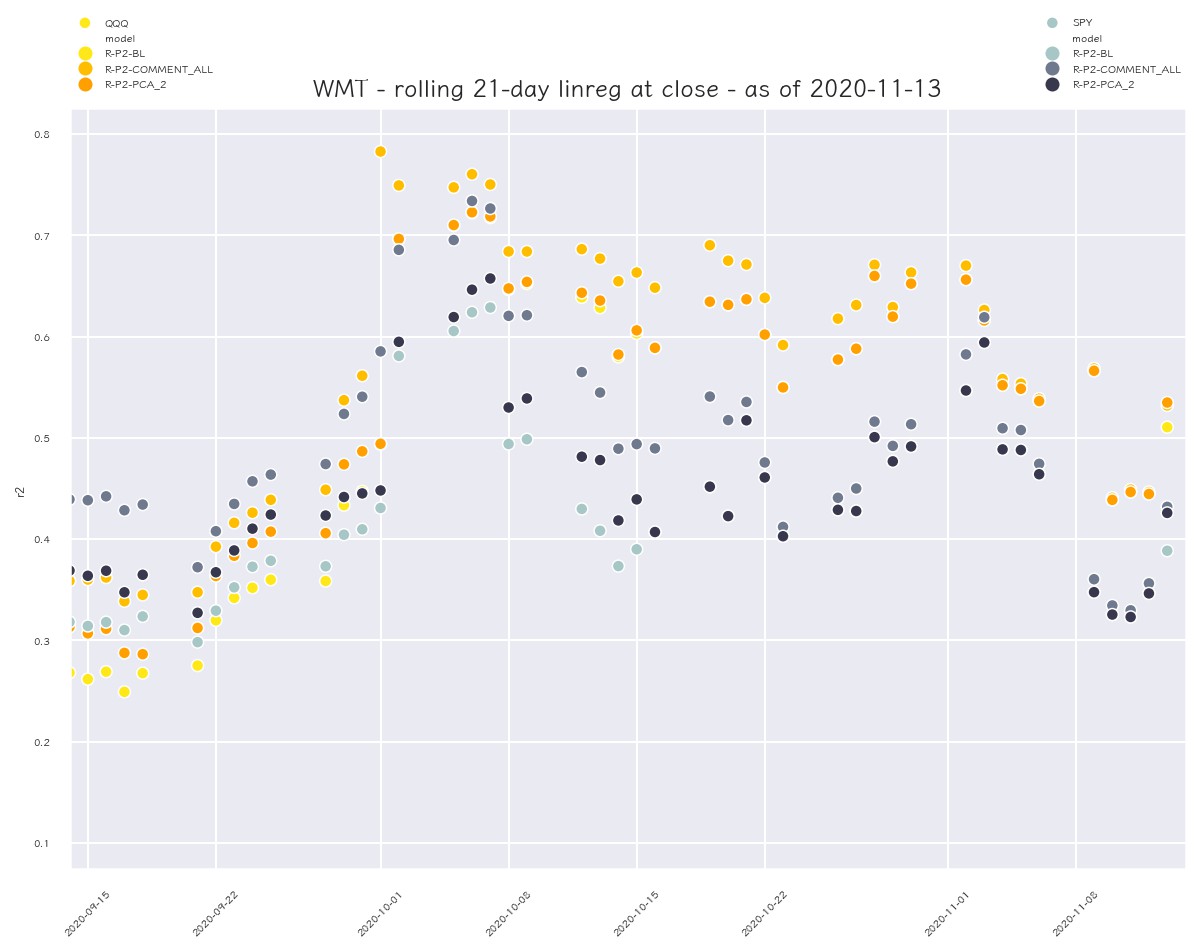 QQQ
model
R-P2-BL
R-P2-COMMENT_ALL
R-P2-PCA_2
SPY
model
R-P2-BL
R-P2-COMMENT_ALL
R-P2-PCA_2
WMT - rolling 21-day linreg at close - as of 2020-11-13
0.8
0.7
0.6
0.5
0.4
0.3
0.2
0.1
r2
2020-09-15
2020-09-22
2020-10-01
2020-10-08
2020-10-15
2020-10-22
2020-11-01
2020-11-08